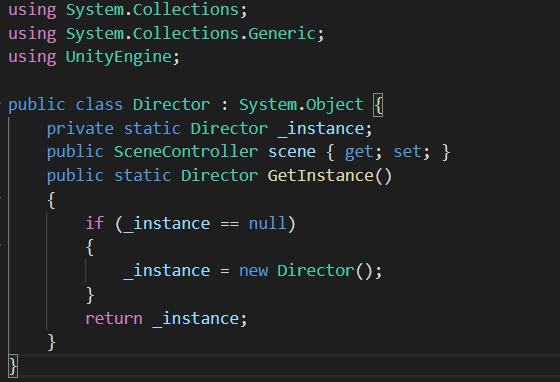 using System.Collections;
using System.Collections.Generic;
using UnityEngine;
public class Director : System.Object {
private static Director _instance;
public SceneController scene { get; set; }
public static Director GetInstance()
{
if (_instance == null)
{
_instance = new Director();
}
return _instance;
}
}